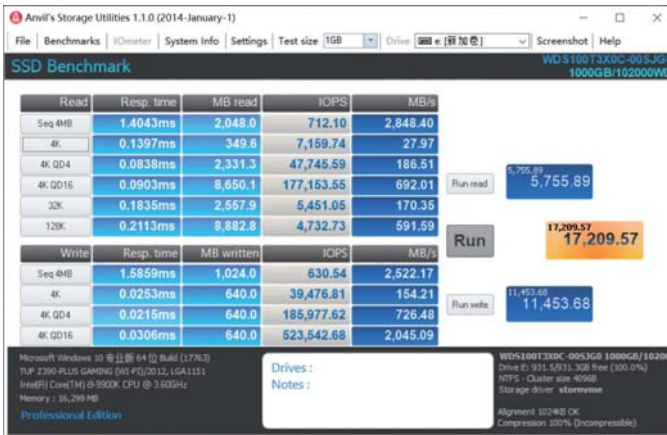 Anvil's Storage Utilities 1.1.0 (2014-January-1)
File Benchmarks IOmeter System Info Settings Test size 1GB Drive e: [新加卷] Screenshot Help
SSD Benchmark
WDS100T3X0C-00SJG
1000GB/102000W
Read Resp. time MB read IOPS MB/s
Seq 4MB 1.4043ms 2,048.0 712.10 2,848.40
4K 0.1397ms 349.6 7,159.74 27.97
4K QD4 0.0838ms 2,331.3 47,745.59 186.51
4K QD16 0.0903ms 8,650.1 177,153.55 692.01
32K 0.1835ms 2,557.9 5,451.05 170.35
128K 0.2113ms 8,882.8 4,732.73 591.59
Run read
5,755.89
5,755.89
Run
17,209.57
17,209.57
Write Resp. time MB written IOPS MB/s
Seq 4MB 1.5859ms 1,024.0 630.54 2,522.17
4K 0.0253ms 640.0 39,476.81 154.21
4K QD4 0.0215ms 640.0 185,977.62 726.48
4K QD16 0.0306ms 640.0 523,542.68 2,045.09
Run write
11,453.68
11,453.68
Microsoft Windows 10 专业版 64 位 Build (17763)
TUF Z390-PLUS GAMING (WI-FI)/2012, LGA1151
Intel(R) Core(TM) i9-9900K CPU @ 3.60GHz
Memory : 16,299 MB
Professional Edition
Drives :
Notes :
WDS100T3X0C-00SJG0 1000GB/1020
Drive E: 931.5/931.5GB free (100.0%)
NTFS - Cluster size 4096B
Storage driver stornvme
Alignment 1024KB OK
Compression 100% (Incompressible)